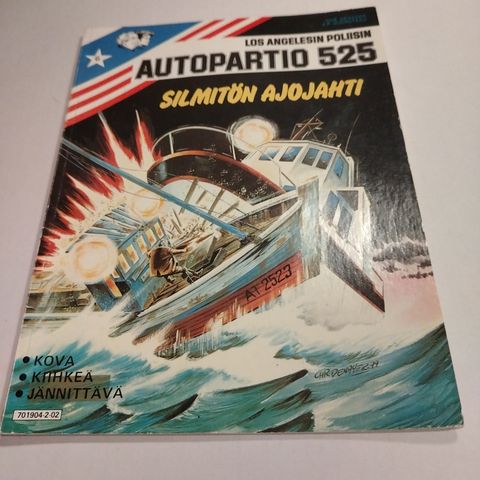 LOS ANGELESIN POLIISIN
AUTOPARTIO 525
SILMITÖN AJOJAHTI
AT 2523
• KOVA
• KIIHKEÄ
• JÄNNITTÄVÄ
701904-2-02